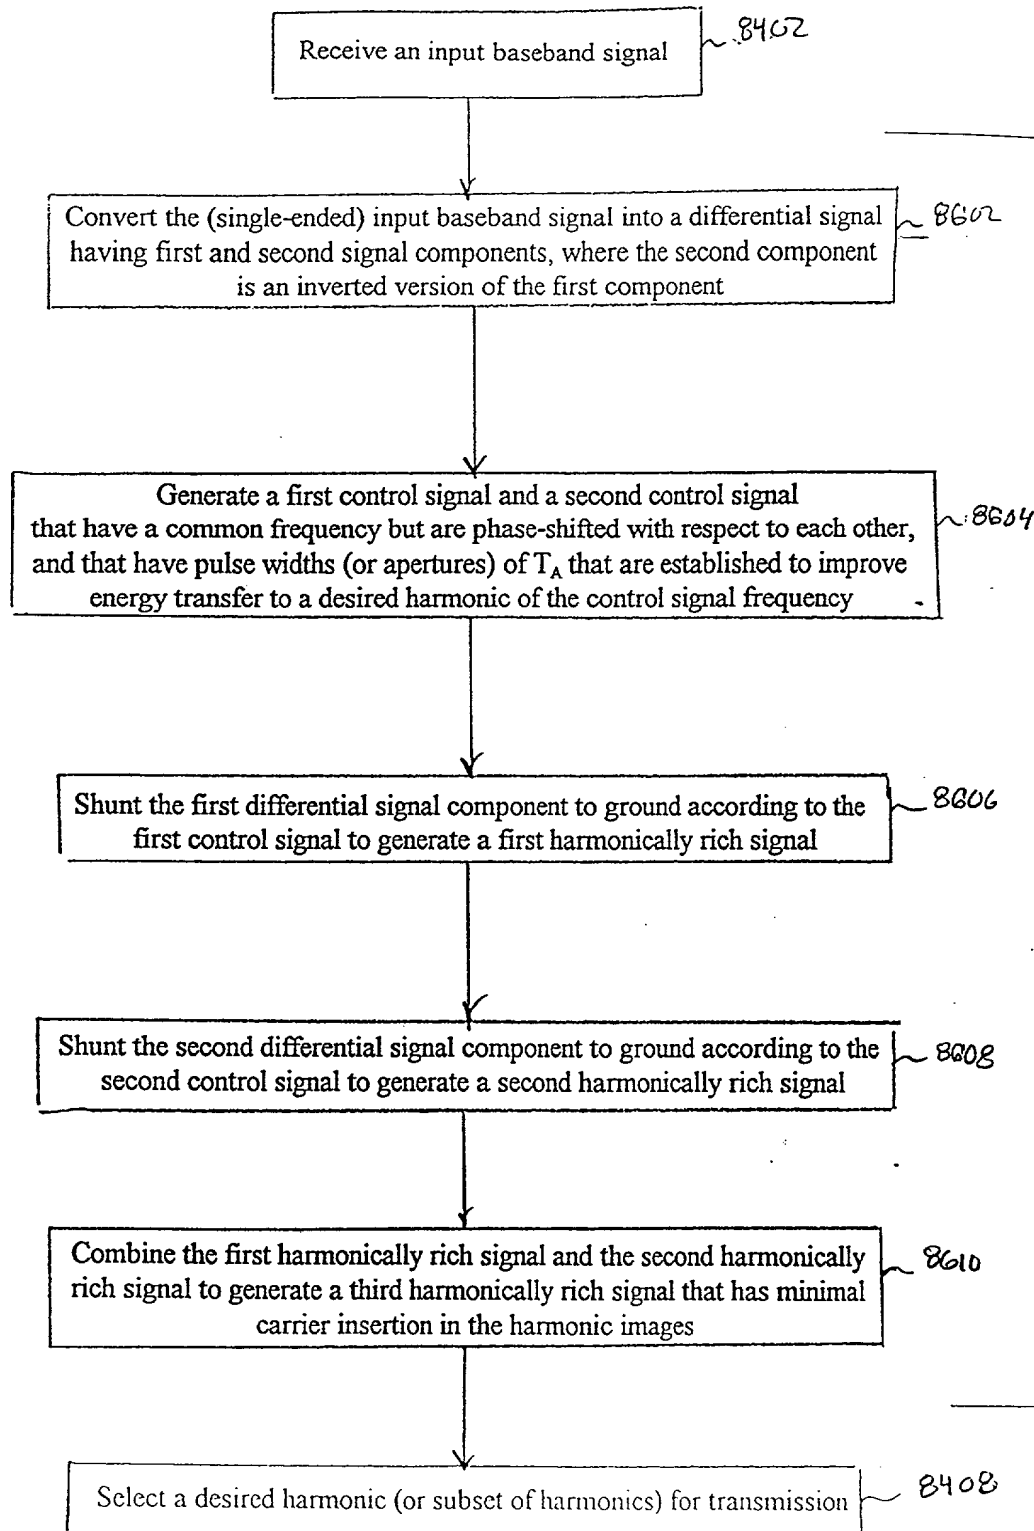 Receive an input baseband signal
8402
Convert the (single-ended) input baseband signal into a differential signal
having first and second signal components, where the second component
is an inverted version of the first component
8602
Generate a first control signal and a second control signal
that have a common frequency but are phase-shifted with respect to each other,
and that have pulse widths (or apertures) of T_A that are established to improve
energy transfer to a desired harmonic of the control signal frequency
8604
Shunt the first differential signal component to ground according to the
first control signal to generate a first harmonically rich signal
8606
Shunt the second differential signal component to ground according to the
second control signal to generate a second harmonically rich signal
8608
Combine the first harmonically rich signal and the second harmonically
rich signal to generate a third harmonically rich signal that has minimal
carrier insertion in the harmonic images
8610
Select a desired harmonic (or subset of harmonics) for transmission
8408